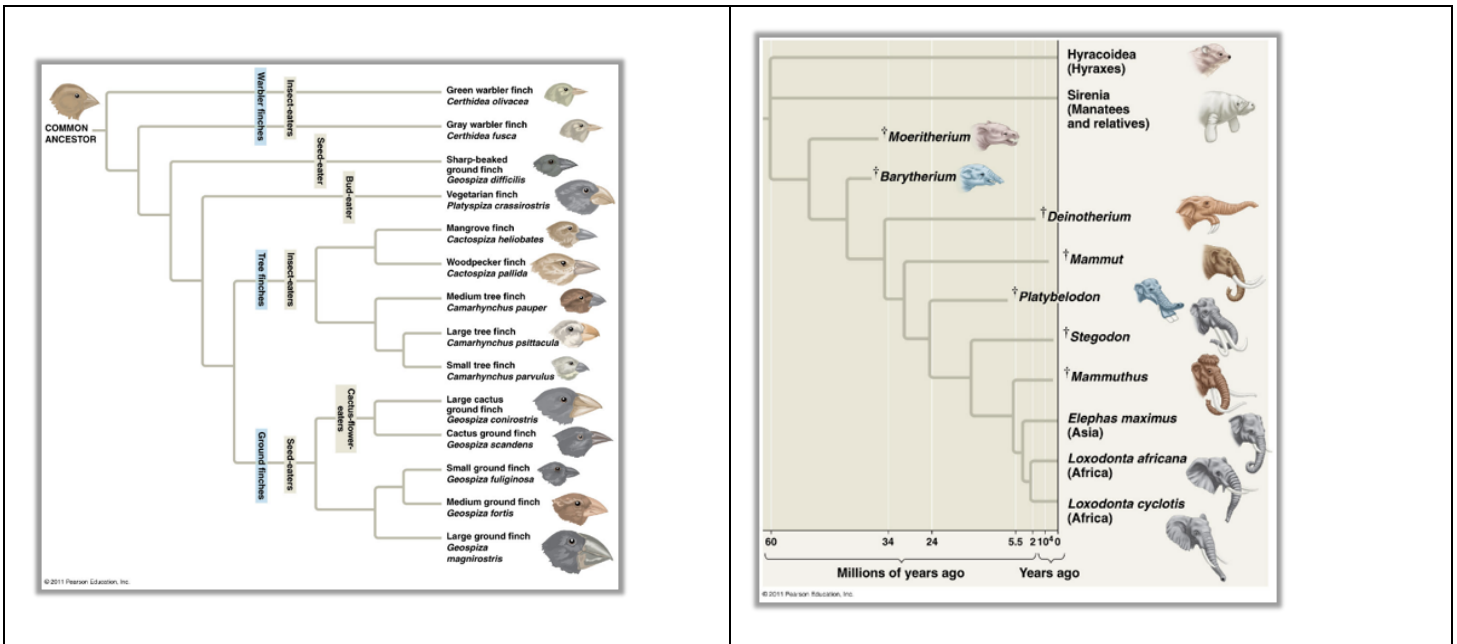 COMMON
ANCESTOR
Warbler finches
Insect-eaters
Green warbler finch
Certhidea olivacea
Gray warbler finch
Certhidea fusca
Seed-eater
Sharp-beaked
ground finch
Geospiza difficilis
Bud-eater
Vegetarian finch
Platyspiza crassirostris
Tree finches
Insect-eaters
Mangrove finch
Cactospiza heliobates
Woodpecker finch
Cactospiza pallida
Medium tree finch
Camarhynchus pauper
Large tree finch
Camarhynchus psittacula
Small tree finch
Camarhynchus parvulus
Ground finches
Seed-eaters
Cactus-flower-
eaters
Large cactus
ground finch
Geospiza conirostris
Cactus ground finch
Geospiza scandens
Small ground finch
Geospiza fuliginosa
Medium ground finch
Geospiza fortis
Large ground finch
Geospiza
magnirostris
© 2011 Pearson Education, Inc.
Hyracoidea
(Hyraxes)
Sirenia
(Manatees
and relatives)
†Moeritherium
†Barytherium
†Deinotherium
†Mammut
†Platybelodon
†Stegodon
†Mammuthus
Elephas maximus
(Asia)
Loxodonta africana
(Africa)
Loxodonta cyclotis
(Africa)
60 34 24 5.5 2 10⁴ 0
Millions of years ago Years ago
© 2011 Pearson Education, Inc.